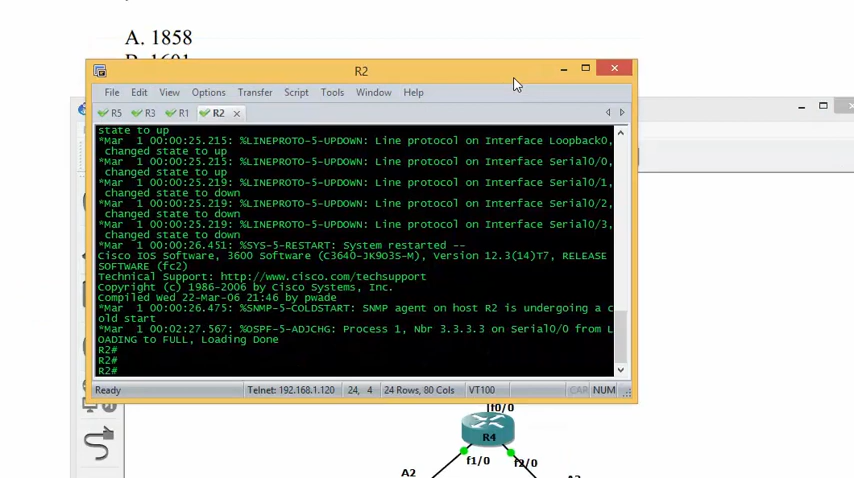 A. 1858
B. 1601
R2
File Edit View Options Transfer Script Tools Window Help
R5 R3 R1 R2
state to up
*Mar  1 00:00:25.215: %LINEPROTO-5-UPDOWN: Line protocol on Interface Loopback0,
 changed state to up
*Mar  1 00:00:25.215: %LINEPROTO-5-UPDOWN: Line protocol on Interface Serial0/0,
 changed state to up
*Mar  1 00:00:25.219: %LINEPROTO-5-UPDOWN: Line protocol on Interface Serial0/1,
 changed state to down
*Mar  1 00:00:25.219: %LINEPROTO-5-UPDOWN: Line protocol on Interface Serial0/2,
 changed state to down
*Mar  1 00:00:25.219: %LINEPROTO-5-UPDOWN: Line protocol on Interface Serial0/3,
 changed state to down
*Mar  1 00:00:26.451: %SYS-5-RESTART: System restarted --
Cisco IOS Software, 3600 Software (C3640-JK9O3S-M), Version 12.3(14)T7, RELEASE
SOFTWARE (fc2)
Technical Support: http://www.cisco.com/techsupport
Copyright (c) 1986-2006 by Cisco Systems, Inc.
Compiled Wed 22-Mar-06 21:46 by pwade
*Mar  1 00:00:26.475: %SNMP-5-COLDSTART: SNMP agent on host R2 is undergoing a c
old start
*Mar  1 00:02:27.567: %OSPF-5-ADJCHG: Process 1, Nbr 3.3.3.3 on Serial0/0 from L
OADING to FULL, Loading Done
R2#
R2#
R2#
Ready Telnet: 192.168.1.120 24, 4 24 Rows, 80 Cols VT100 CAP NUM
f0/0
R4
f1/0 f2/0
A2